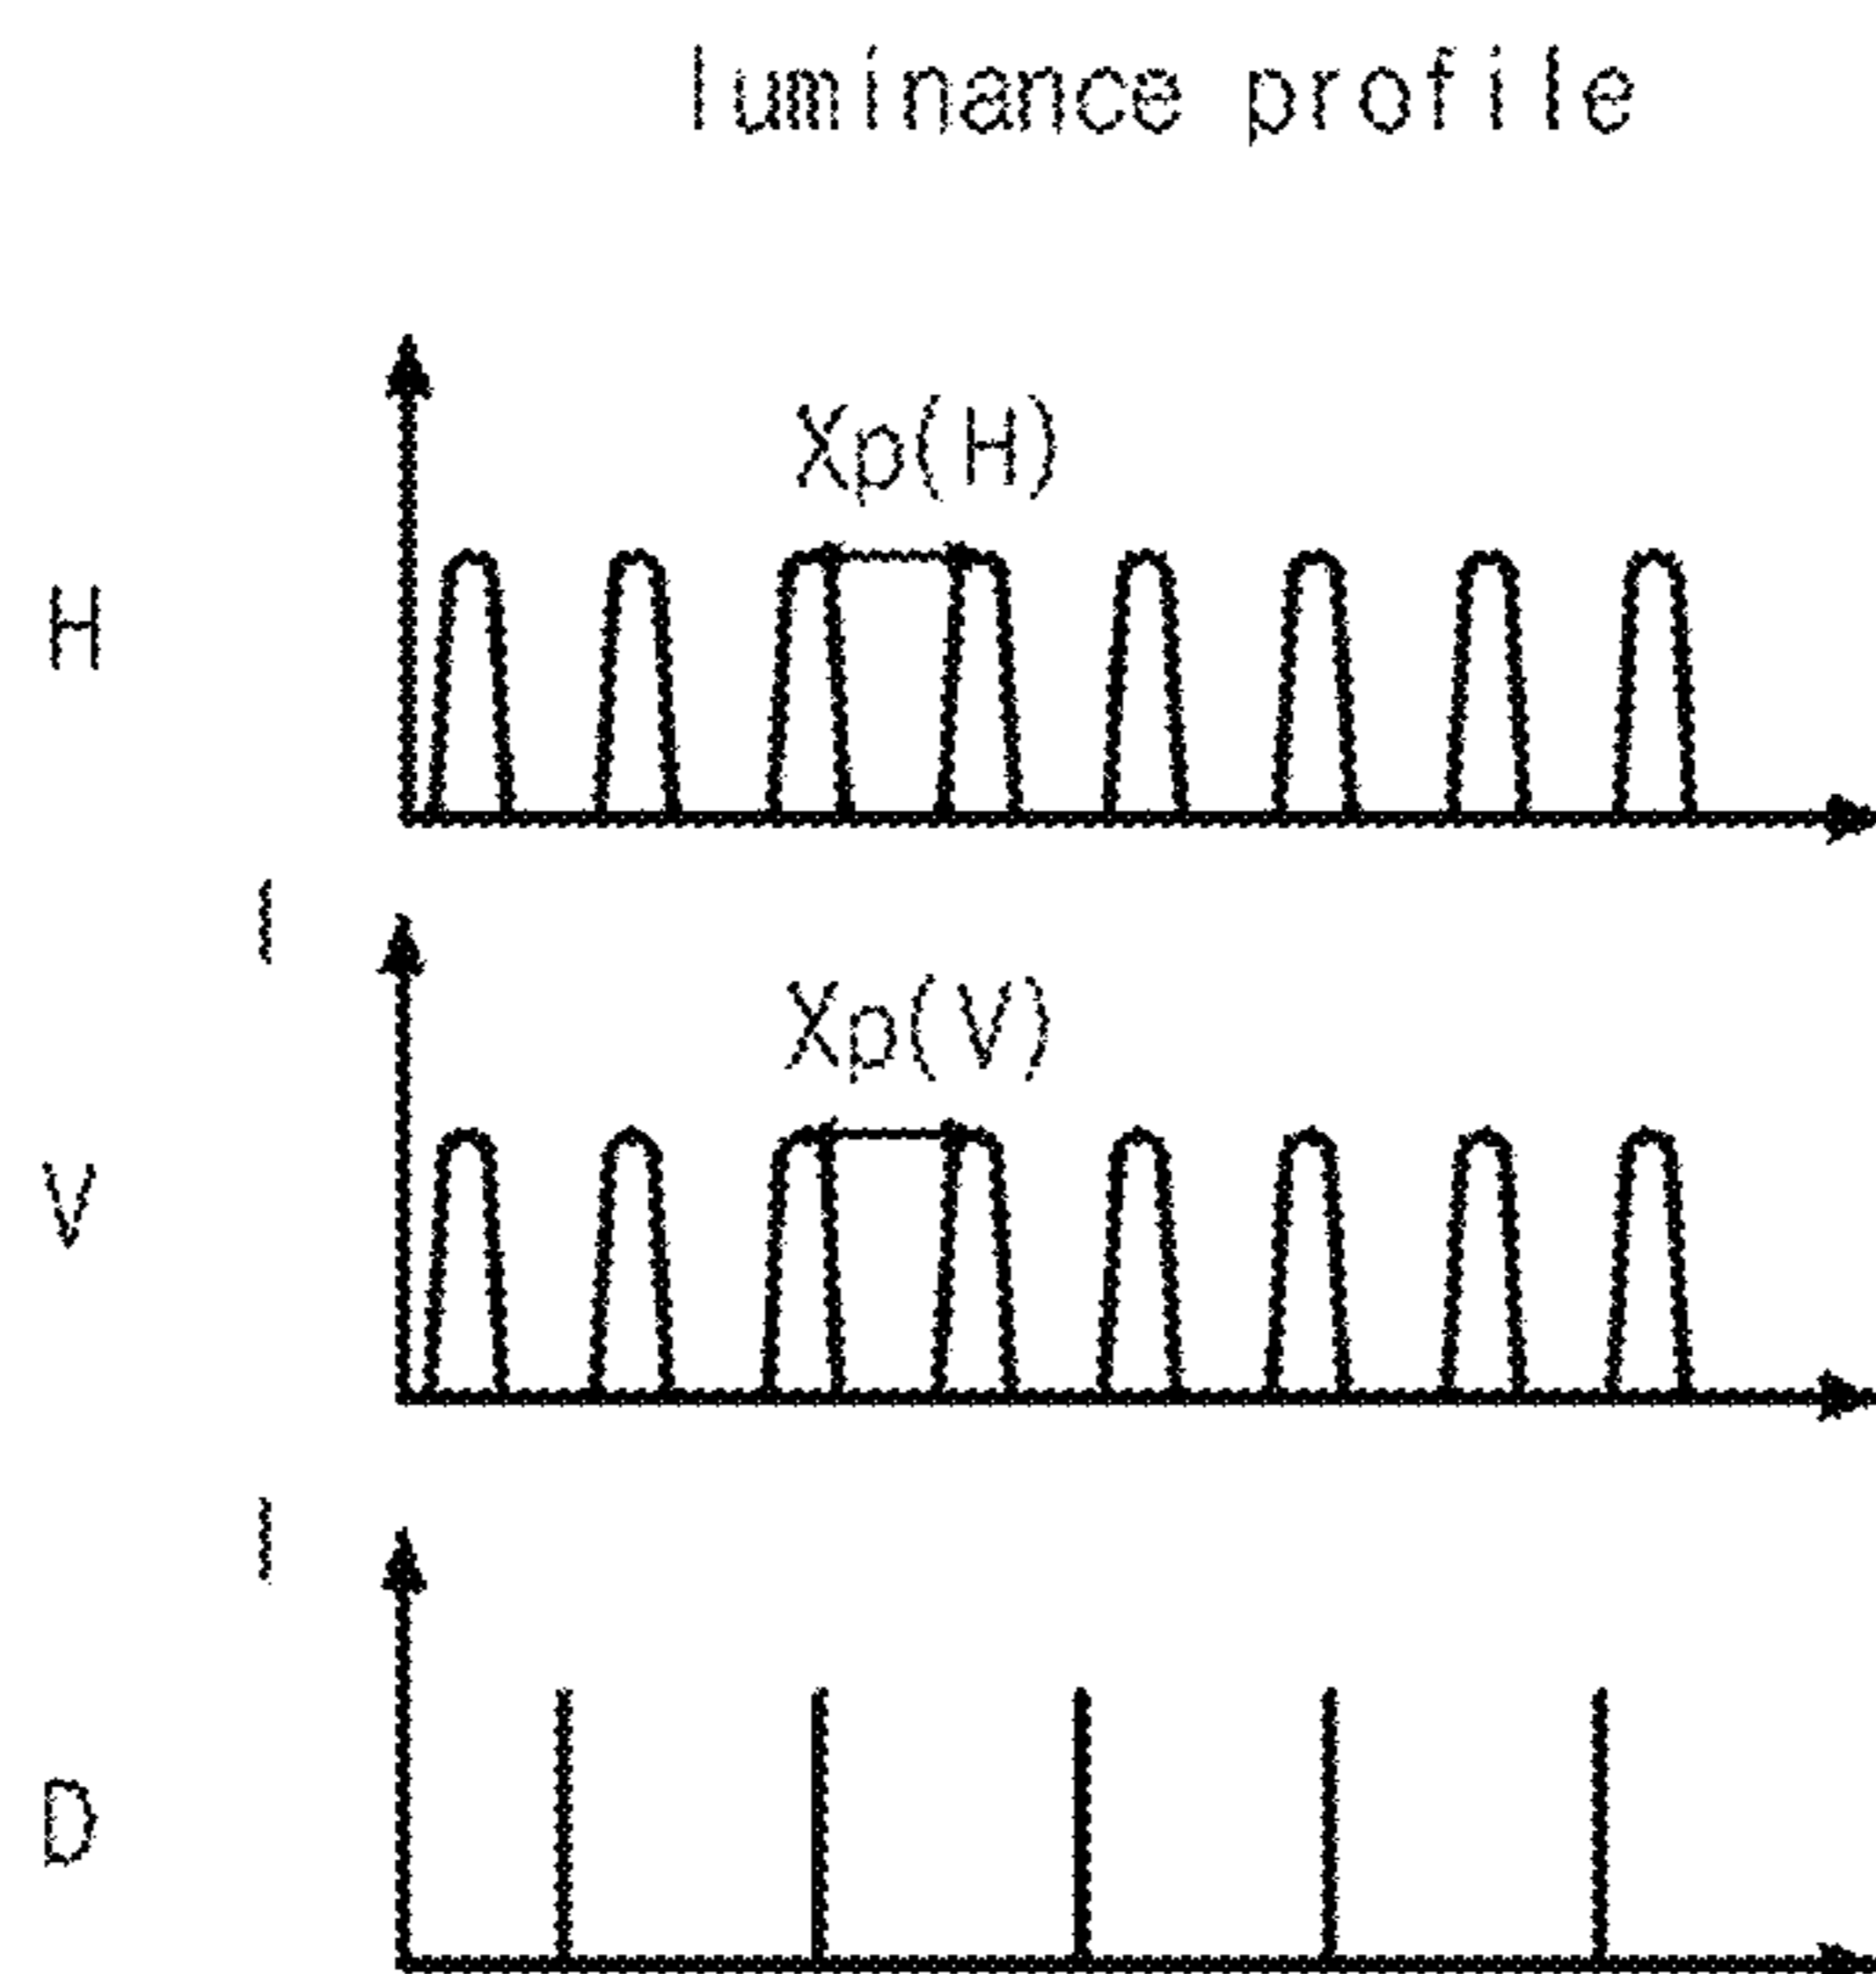 luminance profile
Xp(H)
H
I
Xp(V)
V
I
D